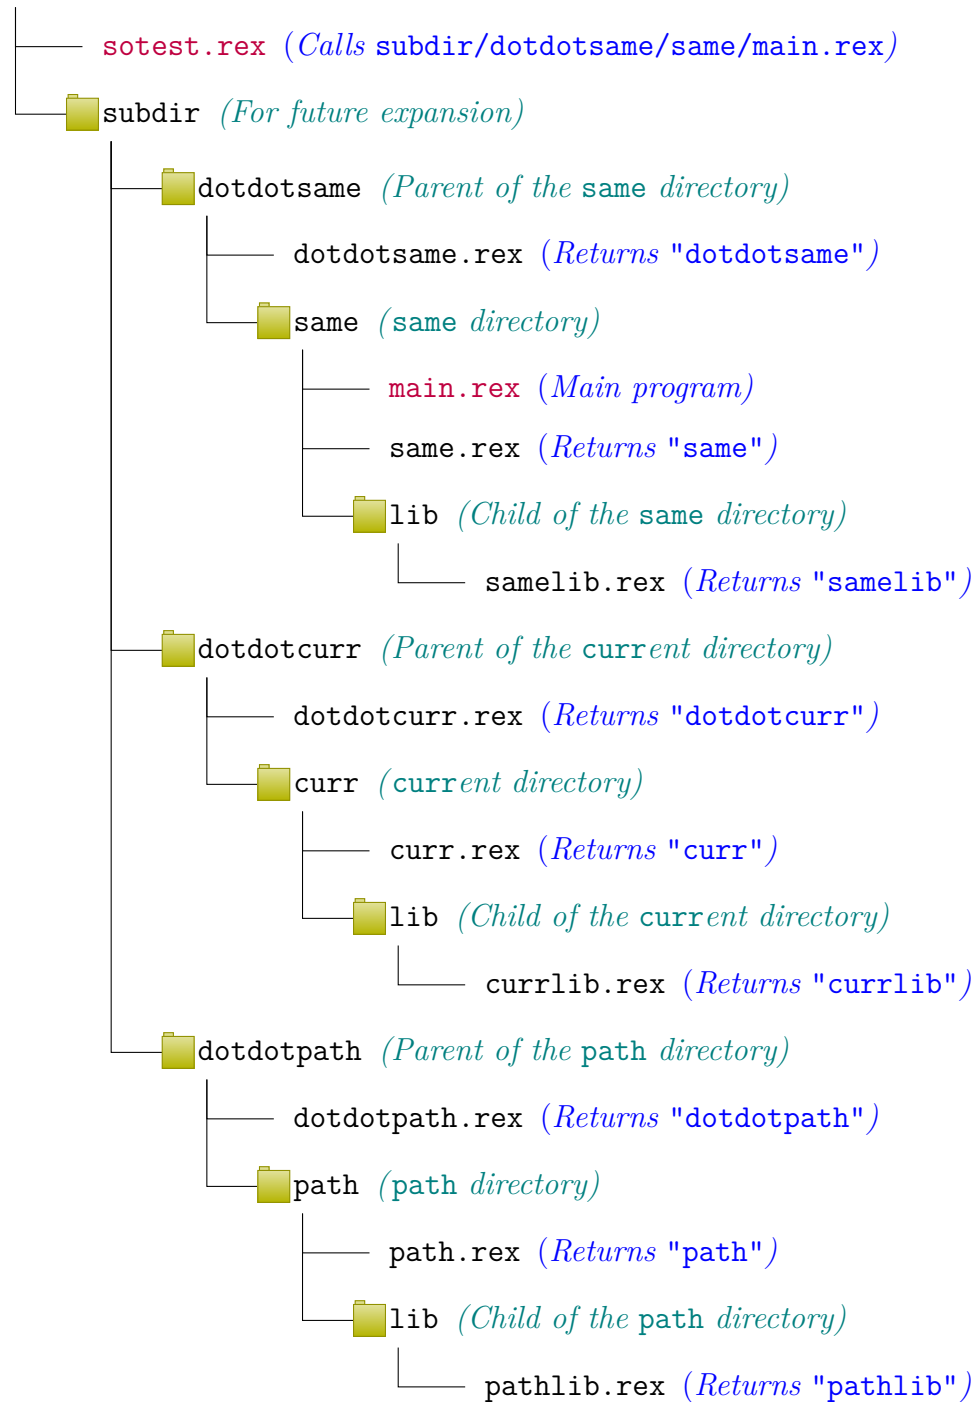 sotest.rex (Calls subdir/dotdotsame/same/main.rex)
subdir (For future expansion)
dotdotsame (Parent of the same directory)
dotdotsame.rex (Returns "dotdotsame")
same (same directory)
main.rex (Main program)
same.rex (Returns "same")
lib (Child of the same directory)
samelib.rex (Returns "samelib")
dotdotcurr (Parent of the current directory)
dotdotcurr.rex (Returns "dotdotcurr")
curr (current directory)
curr.rex (Returns "curr")
lib (Child of the current directory)
currlib.rex (Returns "currlib")
dotdotpath (Parent of the path directory)
dotdotpath.rex (Returns "dotdotpath")
path (path directory)
path.rex (Returns "path")
lib (Child of the path directory)
pathlib.rex (Returns "pathlib")